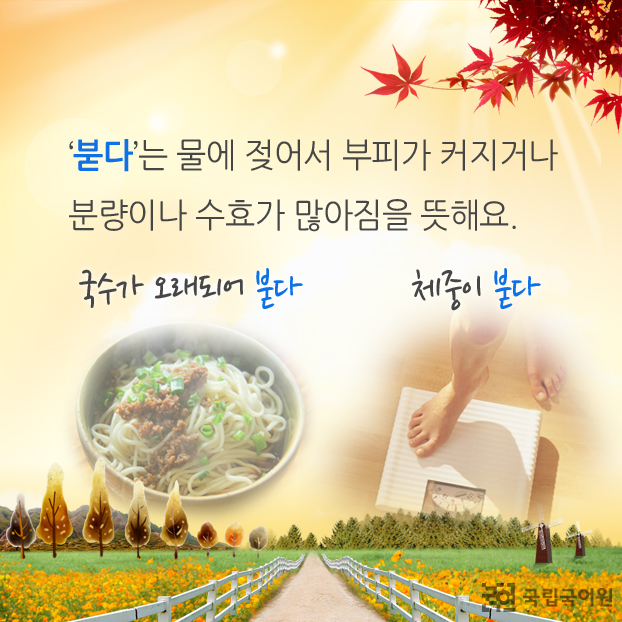 ‘붇다’는 물에 젖어서 부피가 커지거나
분량이나 수효가 많아짐을 뜻해요.
국수가 오래되어 붇다
체중이 붇다
국립국어원